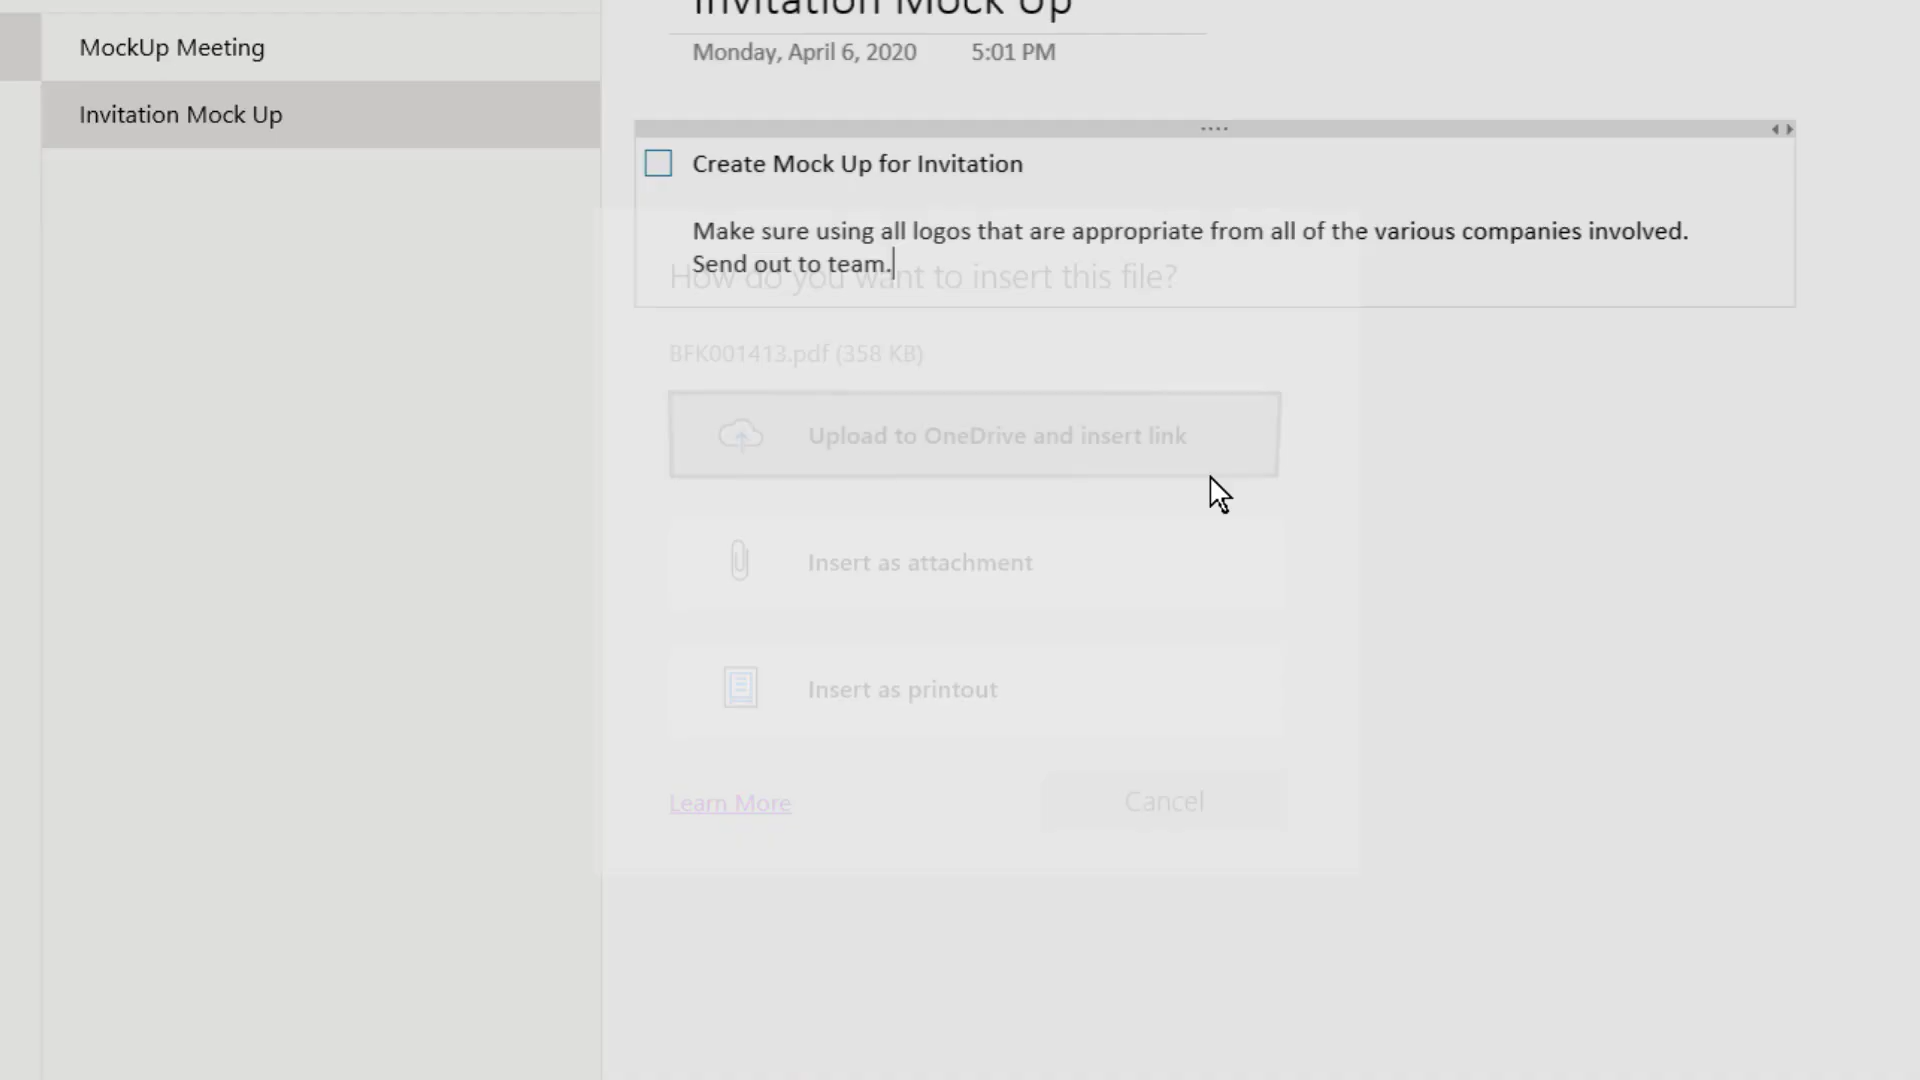 MockUp Meeting
Invitation Mock Up
Invitation Mock Up
Monday, April 6, 2020 5:01 PM
Create Mock Up for Invitation
Make sure using all logos that are appropriate from all of the various companies involved.
Send out to team.
How do you want to insert this file?
BFK001413.pdf (358 KB)
Upload to OneDrive and insert link
Insert as attachment
Insert as printout
Learn More
Cancel